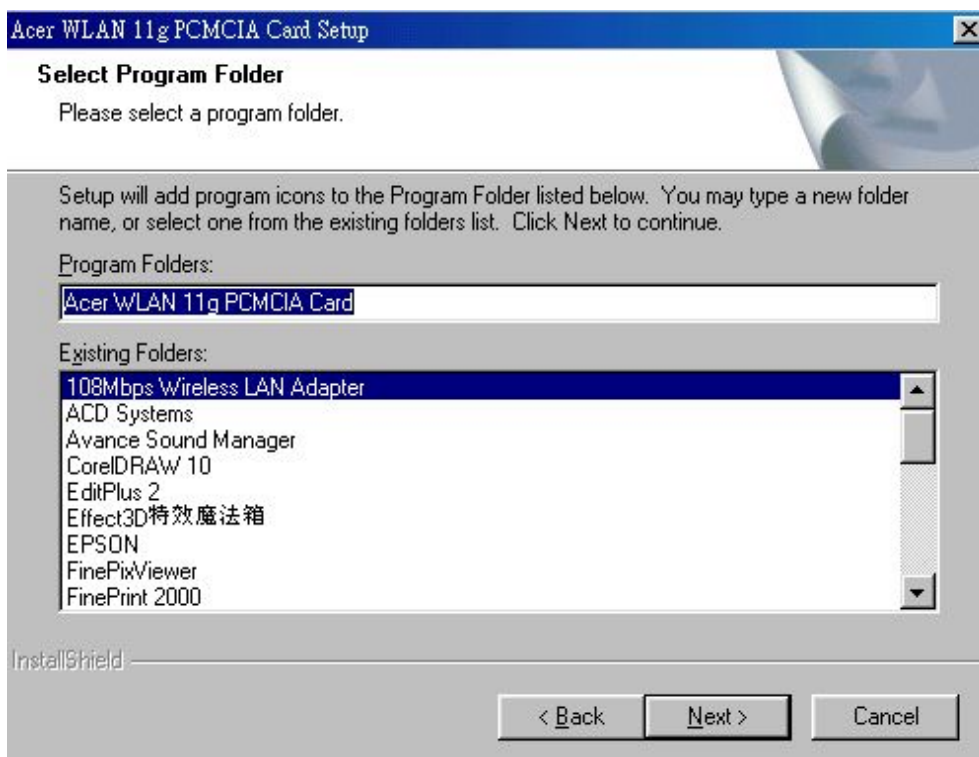 Acer WLAN 11g PCMCIA Card Setup
Select Program Folder
Please select a program folder.
Setup will add program icons to the Program Folder listed below. You may type a new folder
name, or select one from the existing folders list. Click Next to continue.
Program Folders:
Acer WLAN 11g PCMCIA Card
Existing Folders:
108Mbps Wireless LAN Adapter
ACD Systems
Avance Sound Manager
CorelDRAW 10
EditPlus 2
Effect3D特效魔法箱
EPSON
FinePixViewer
FinePrint 2000
InstallShield
< Back
Next >
Cancel